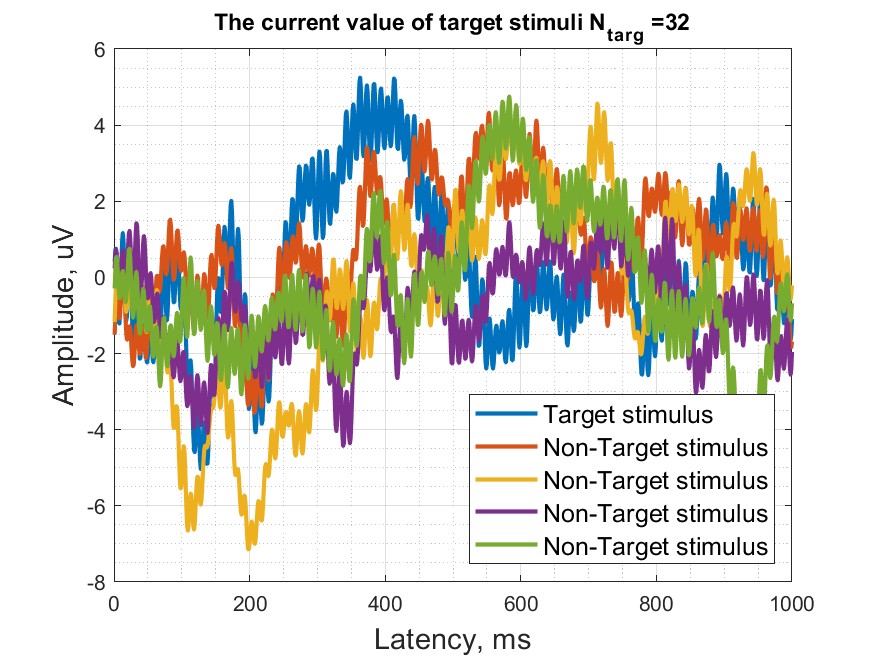 The current value of target stimuli N targ =32
6
4
2
0
-2
-4
-6
-8
Amplitude, uV
Target stimulus
Non-Target stimulus
Non-Target stimulus
Non-Target stimulus
Non-Target stimulus
0 200 400 600 800 1000
Latency, ms